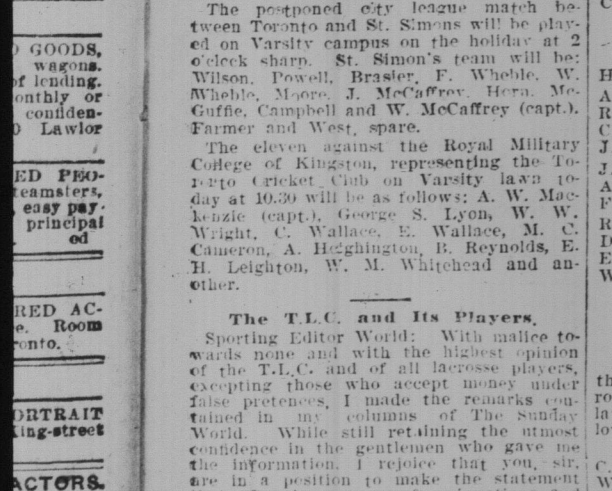 O GOODS,
wagons.
of lending.
onthly or
confiden-
0 Lawlor
ED PEO-
teamsters,
easy pay-
principal
ed
RED AC-
e. Room
ronto.
ORTRAIT
King-street
ACTORS.
The postponed city league match be-
tween Toronto and St. Simons will be play-
ed on Varsity campus on the holiday at 2
o'clock sharp. St. Simon's team will be:
Wilson, Powell, Brasier, F. Wheble, W.
Wheble, Moore, J. McCaffrey, Horn, Mc-
Guffie, Campbell and W. McCaffrey (capt.).
Farmer and West, spare.
The eleven against the Royal Military
College of Kingston, representing the To-
ronto Cricket Club on Varsity lawn to-
day at 10.30 will be as follows: A. W. Mac-
kenzie (capt.), George S. Lyon, W. W.
Wright, C. Wallace, E. Wallace, M. C.
Cameron, A. Heighington, B. Reynolds, E.
H. Leighton, W. M. Whitehead and an-
other.
The T.L.C. and Its Players.
Sporting Editor World: With malice to-
wards none and with the highest opinion
of the T.L.C. and of all lacrosse players,
excepting those who accept money under
false pretences, I made the remarks con-
tained in my columns of The Sunday
World. While still retaining the utmost
confidence in the gentlemen who gave me
the information, I rejoice that you, sir,
are in a position to make the statement
C
H
A
R
C
J
J.
A
F
R
D
E
W
th
ro
la
lo
C.
W